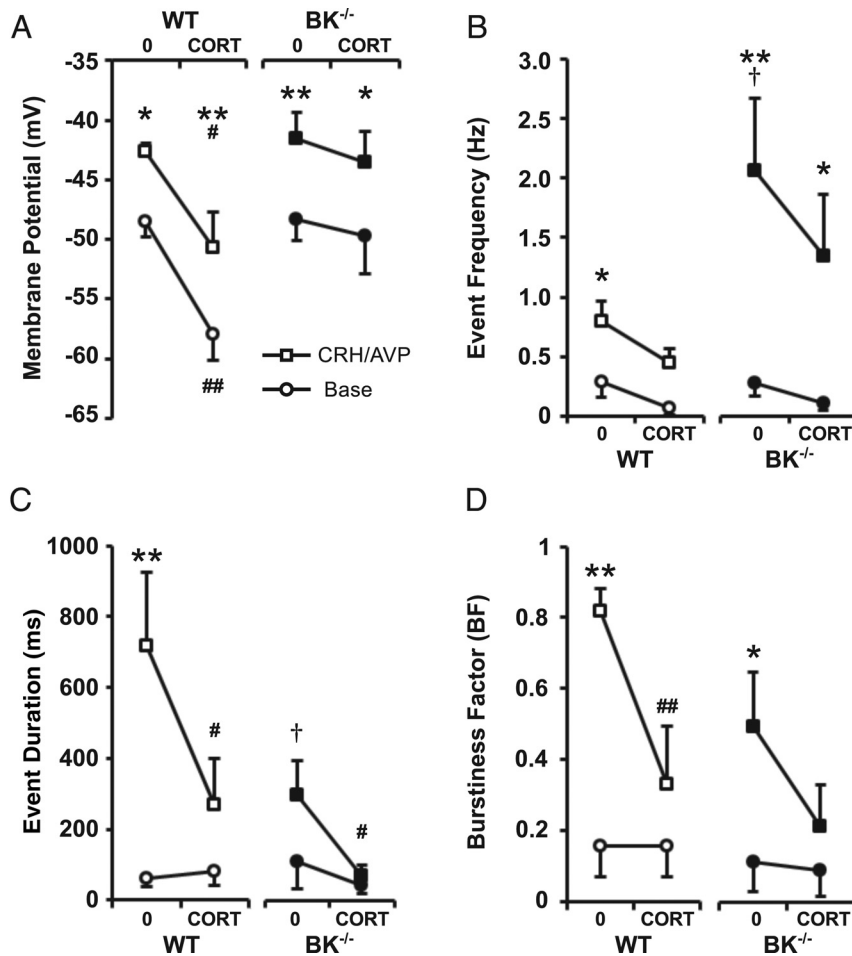 A
WT
BK-/-
0 CORT
0 CORT
Membrane Potential (mV)
-35
-40
-45
-50
-55
-60
-65
*
**
#
**
*
##
CRH/AVP
Base
B
Event Frequency (Hz)
3.0
2.5
2.0
1.5
1.0
0.5
0
*
**
†
*
0 CORT
0 CORT
WT
BK-/-
C
Event Duration (ms)
1000
800
600
400
200
0
**
#
†
#
0 CORT
0 CORT
WT
BK-/-
D
Burstiness Factor (BF)
1
0.8
0.6
0.4
0.2
0
**
##
*
0 CORT
0 CORT
WT
BK-/-